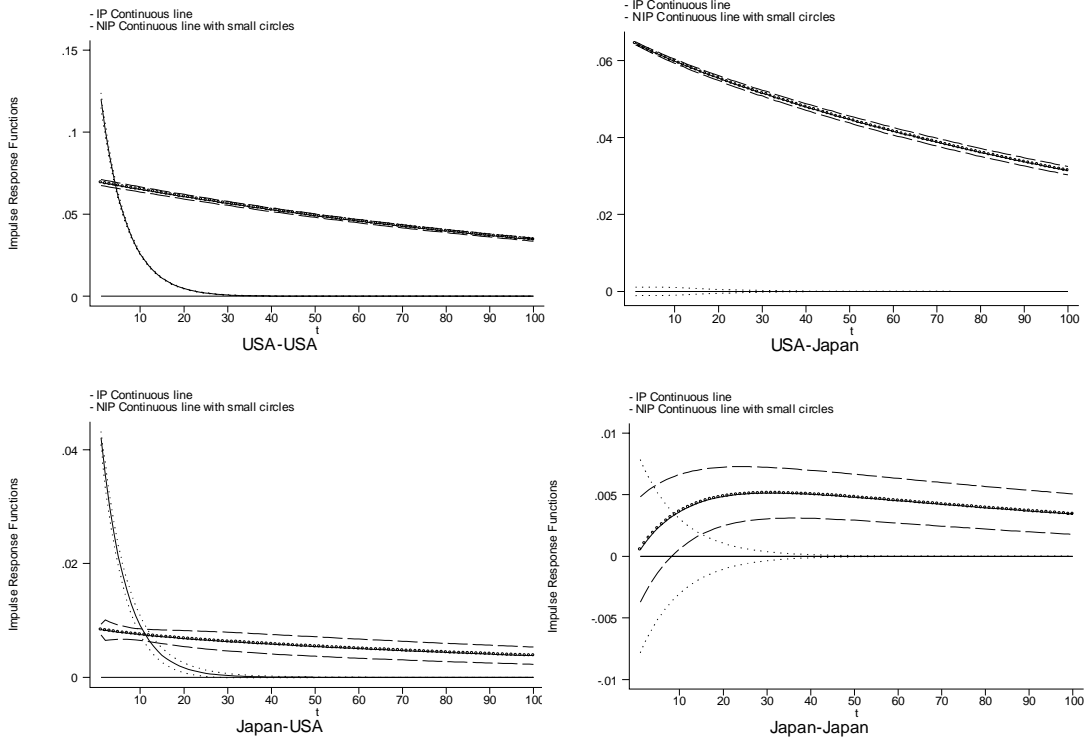 - IP Continuous line
- NIP Continuous line with small circles
Impulse Response Functions
.15
.1
.05
0
10 20 30 40 50 60 70 80 90 100
t
USA-USA
- IP Continuous line
- NIP Continuous line with small circles
.06
.04
.02
0
10 20 30 40 50 60 70 80 90 100
t
USA-Japan
- IP Continuous line
- NIP Continuous line with small circles
Impulse Response Functions
.04
.02
0
10 20 30 40 50 60 70 80 90 100
t
Japan-USA
- IP Continuous line
- NIP Continuous line with small circles
Impulse Response Functions
.01
.005
0
-.005
-.01
10 20 30 40 50 60 70 80 90 100
t
Japan-Japan